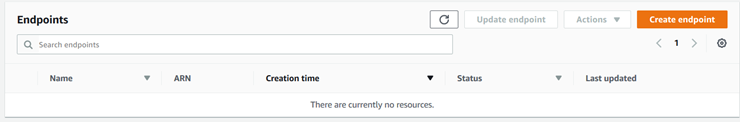 Endpoints
Update endpoint
Actions
Create endpoint
Search endpoints
1
Name ARN Creation time Status Last updated
There are currently no resources.